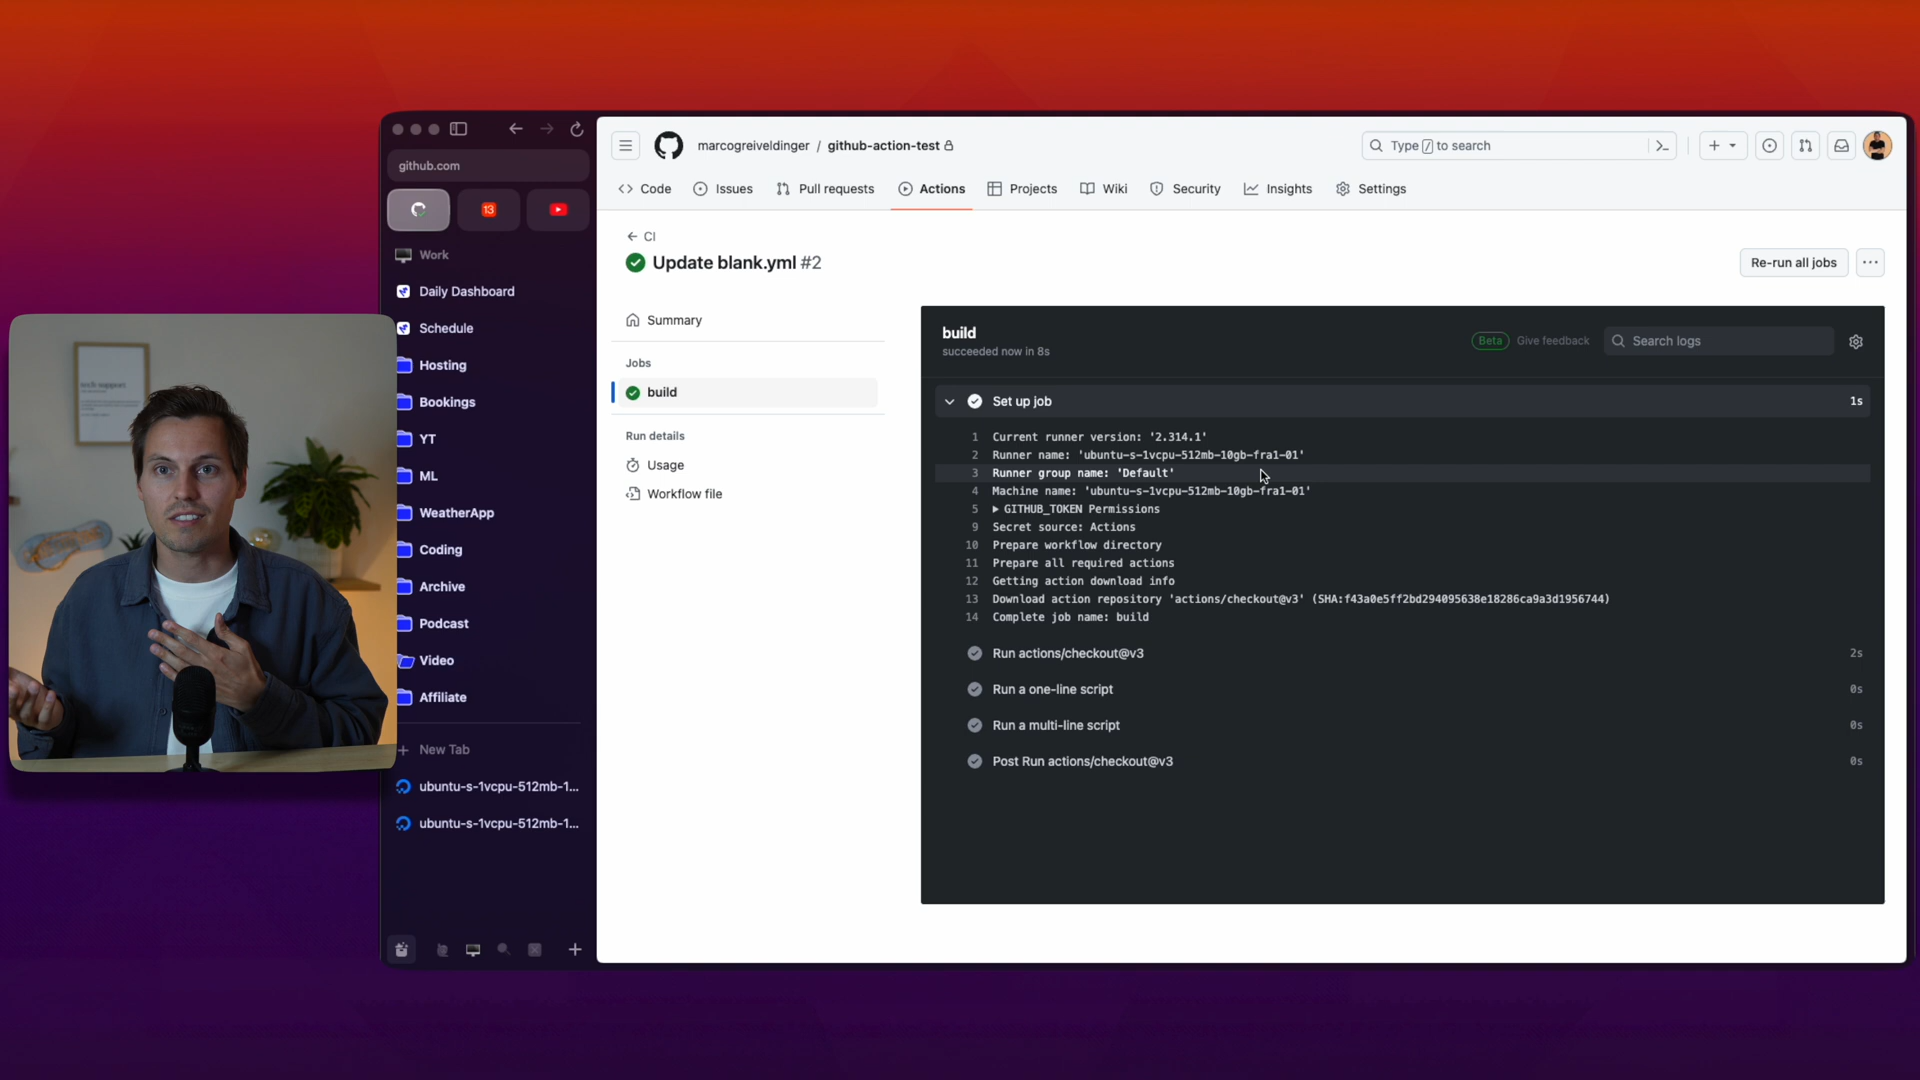 github.com
13
Work
Daily Dashboard
Schedule
Hosting
Bookings
YT
ML
WeatherApp
Coding
Archive
Podcast
Video
Affiliate
New Tab
ubuntu-s-1vcpu-512mb-1...
ubuntu-s-1vcpu-512mb-1...
tech-support
marcogreiveldinger / github-action-test
Type / to search
Code
Issues
Pull requests
Actions
Projects
Wiki
Security
Insights
Settings
CI
Update blank.yml #2
Re-run all jobs
Summary
Jobs
build
Run details
Usage
Workflow file
build
succeeded now in 8s
Beta
Give feedback
Search logs
Set up job 1s
1 Current runner version: '2.314.1'
2 Runner name: 'ubuntu-s-1vcpu-512mb-10gb-fra1-01'
3 Runner group name: 'Default'
4 Machine name: 'ubuntu-s-1vcpu-512mb-10gb-fra1-01'
5 GITHUB_TOKEN Permissions
9 Secret source: Actions
10 Prepare workflow directory
11 Prepare all required actions
12 Getting action download info
13 Download action repository 'actions/checkout@v3' (SHA:f43a0e5ff2bd294095638e18286ca9a3d1956744)
14 Complete job name: build
Run actions/checkout@v3 2s
Run a one-line script 0s
Run a multi-line script 0s
Post Run actions/checkout@v3 0s